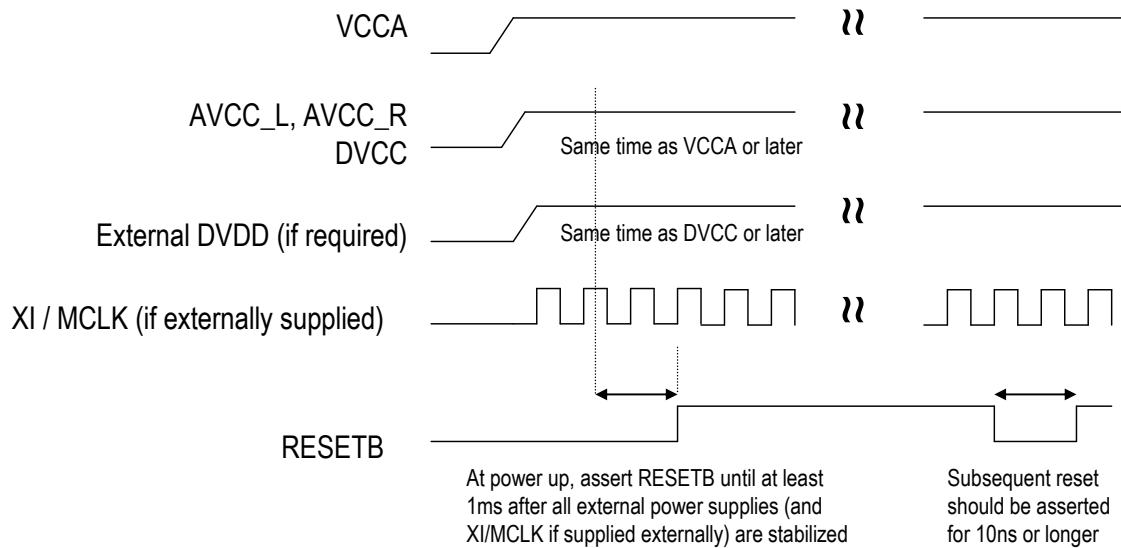 VCCA
AVCC_L, AVCC_R
DVCC
Same time as VCCA or later
External DVDD (if required)
Same time as DVCC or later
XI / MCLK (if externally supplied)
RESETB
At power up, assert RESETB until at least
1ms after all external power supplies (and
XI/MCLK if supplied externally) are stabilized
Subsequent reset
should be asserted
for 10ns or longer